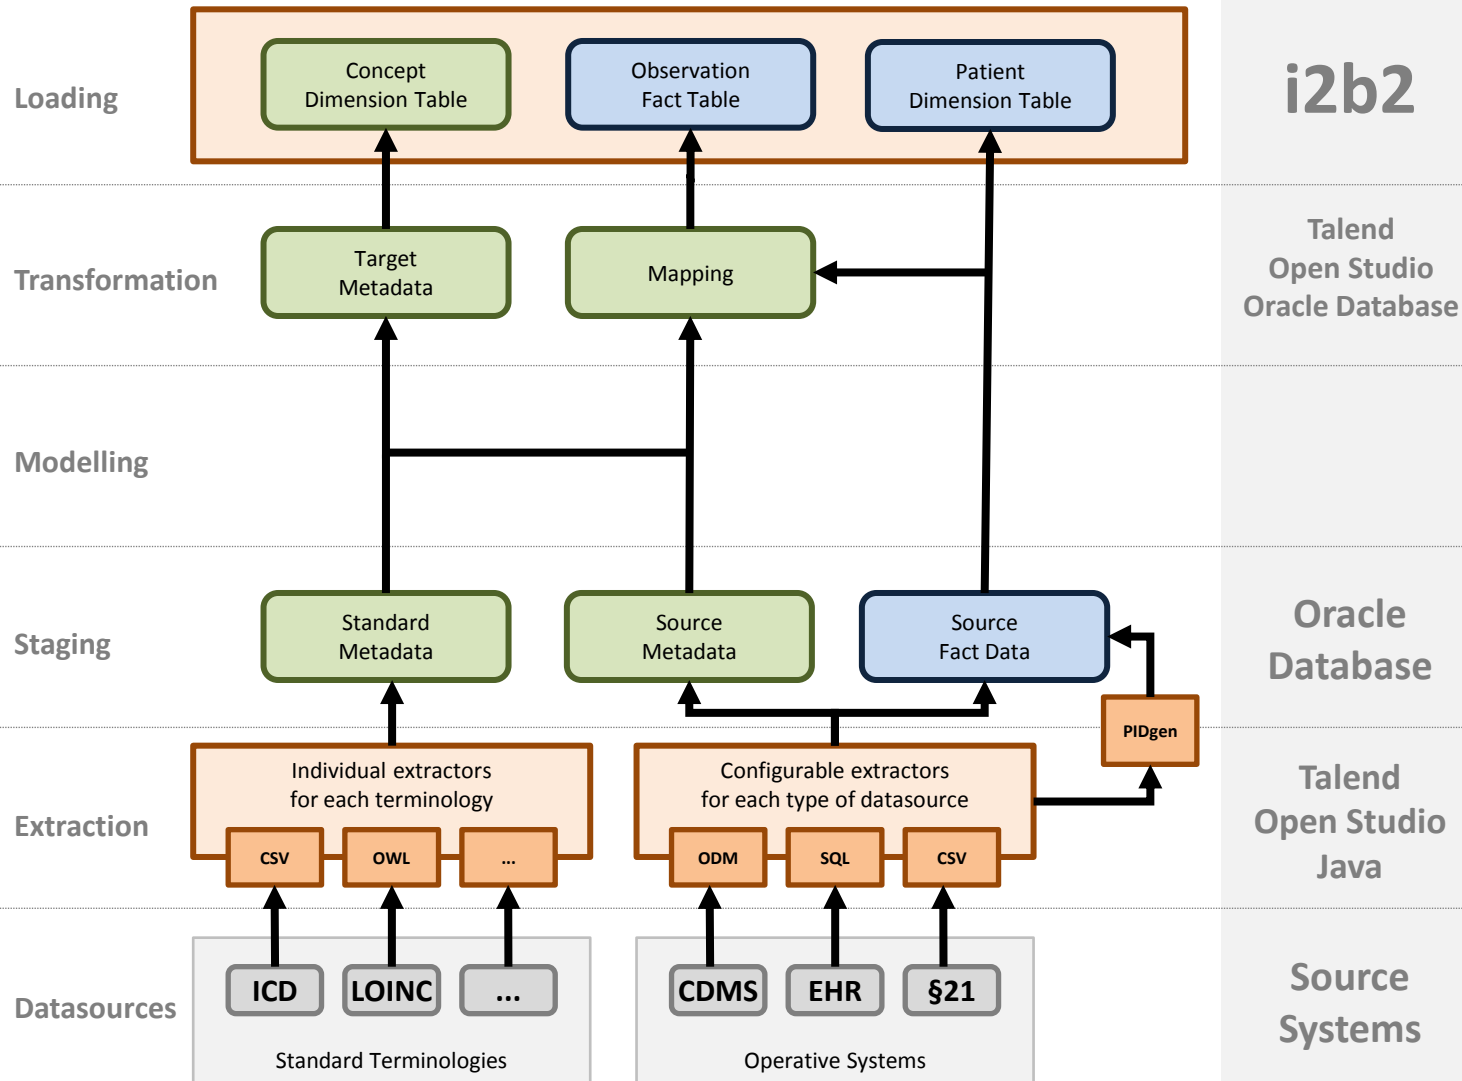 Loading
Concept
Dimension Table
Observation
Fact Table
Patient
Dimension Table
i2b2
Transformation
Target
Metadata
Mapping
Talend
Open Studio
Oracle Database
Modelling
Staging
Standard
Metadata
Source
Metadata
Source
Fact Data
Oracle
Database
PIDgen
Extraction
Individual extractors
for each terminology
CSV
OWL
...
Configurable extractors
for each type of datasource
ODM
SQL
CSV
Talend
Open Studio
Java
Datasources
ICD
LOINC
...
Standard Terminologies
CDMS
EHR
§21
Operative Systems
Source
Systems